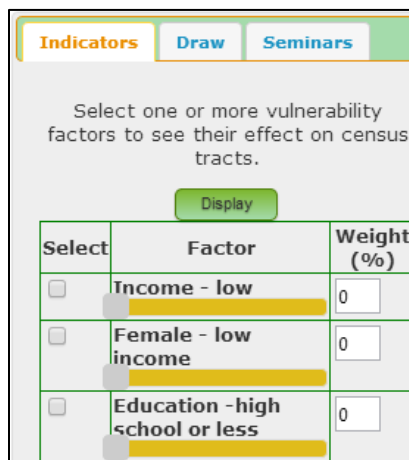 Indicators Draw Seminars
Select one or more vulnerability
factors to see their effect on census
tracts.
Display
Select Factor Weight
(%)
Income - low 0
Female - low
income 0
Education -high
school or less 0